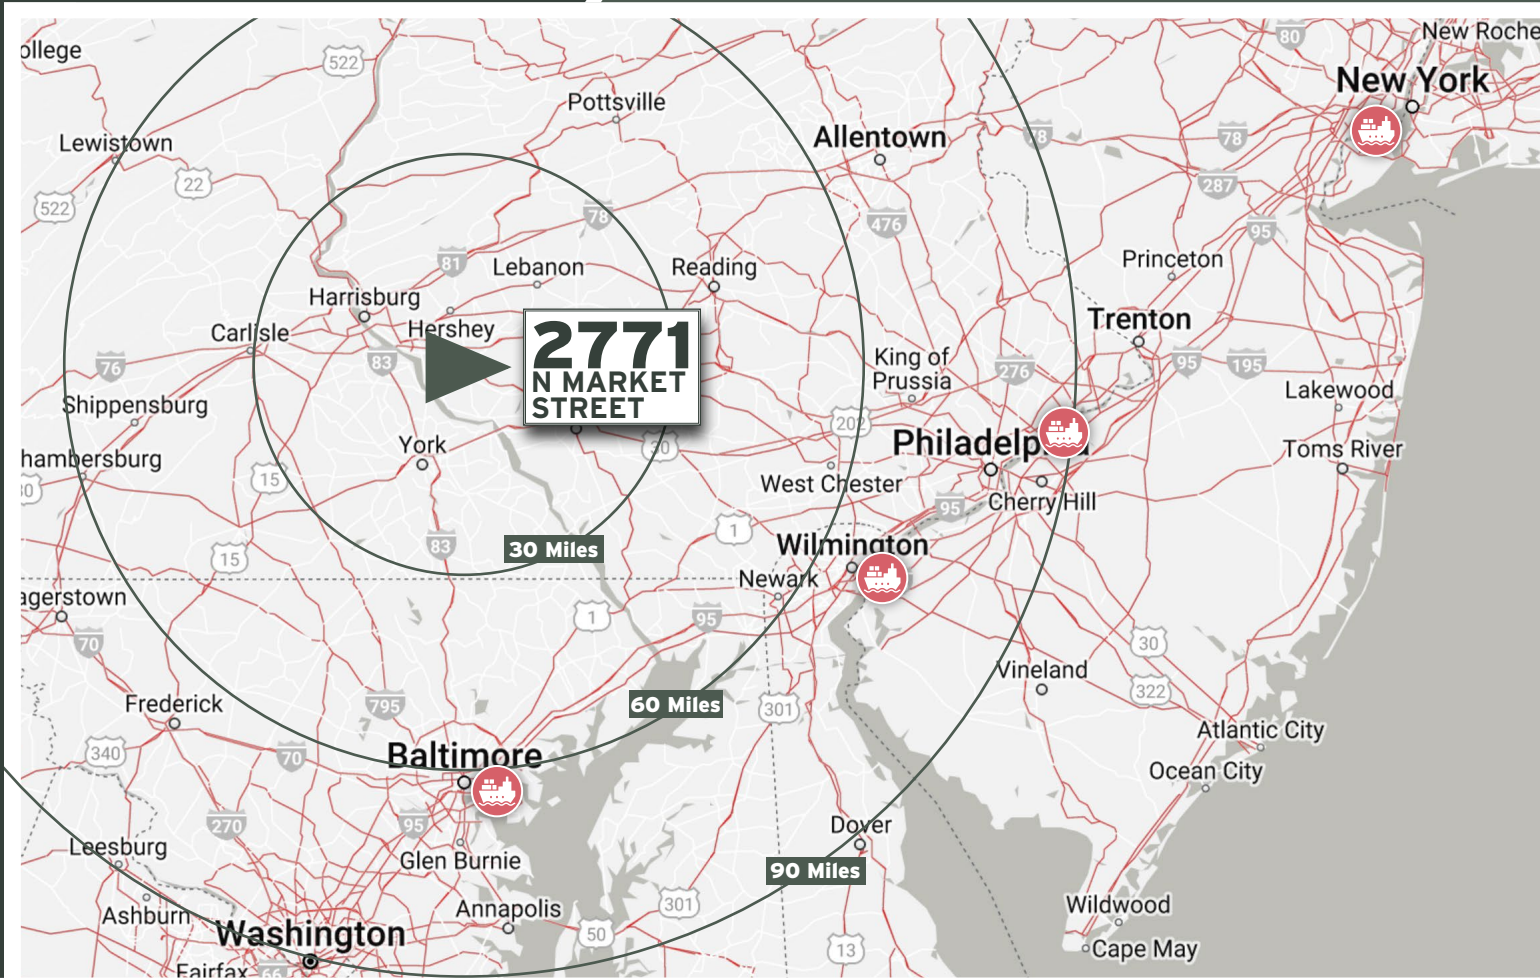 ollege
522
80
New Roche
New York
Pottsville
Lewistown
Allentown
78
78
22
522
287
78
476
95
81
Lebanon
Reading
Princeton
Harrisburg
Hershey
Carlisle
Trenton
2771
N MARKET
STREET
83
76
King of
Prussia
276
95
195
Lakewood
Shippensburg
202
Philadelp
30
York
Toms River
hambersburg
15
West Chester
Cherry Hill
30
95
1
83
30 Miles
Wilmington
15
Newark
agerstown
1
95
70
30
Vineland
322
Frederick
795
60 Miles
301
Atlantic City
340
70
Baltimore
Ocean City
270
95
Dover
Leesburg
Glen Burnie
90 Miles
Ashburn
Annapolis
301
Wildwood
Washington
50
13
Cape May
Fairfax
66